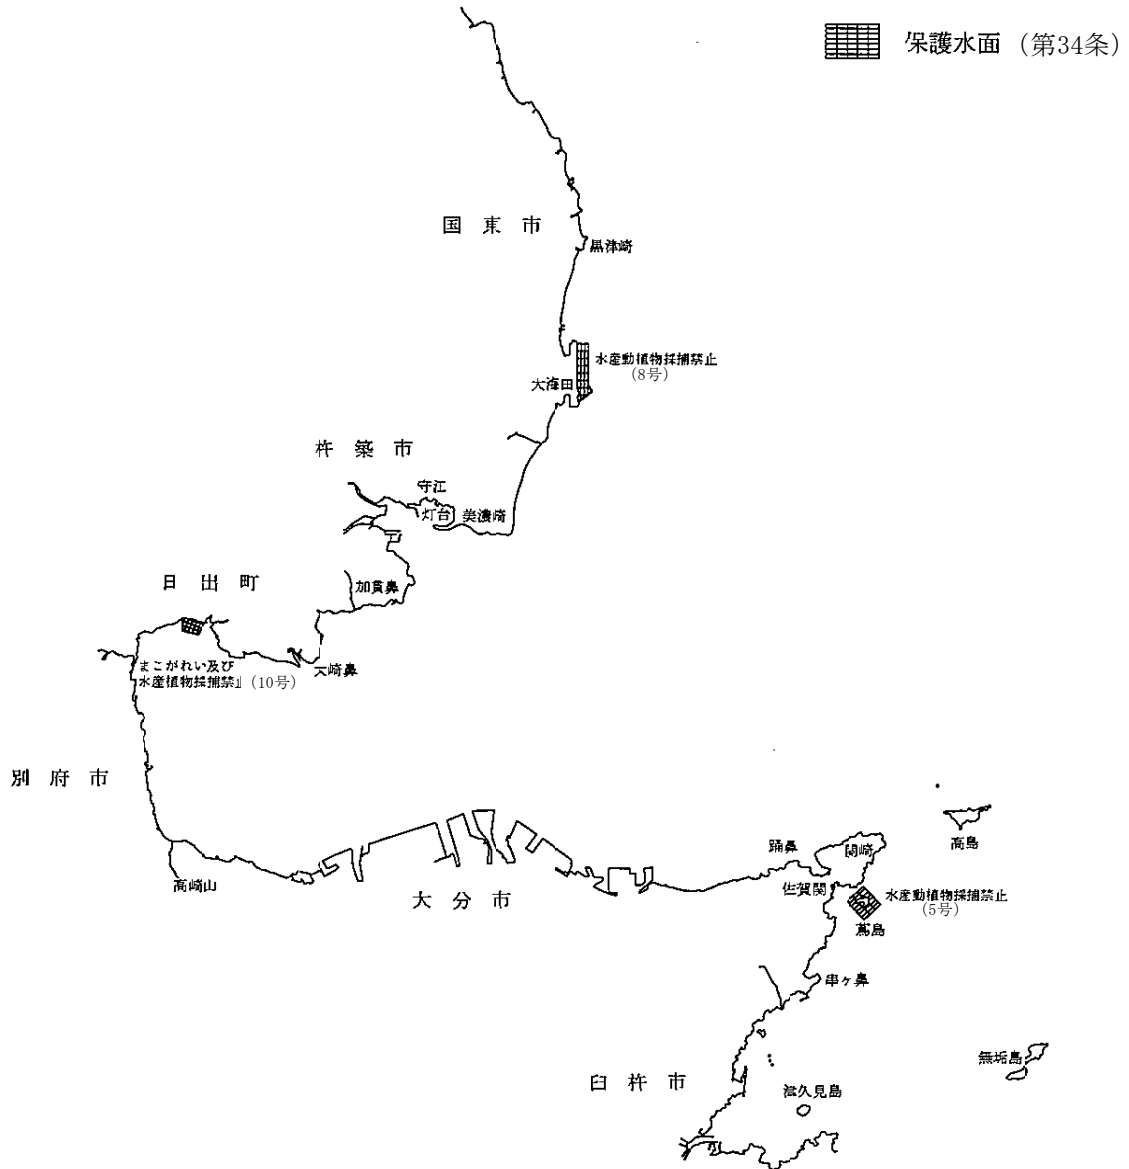 保護水面（第34条）
国東市
黒津崎
水産動植物採捕禁止
（8号）
大海田
杵築市
守江
灯台
美濃崎
日出町
加貫鼻
まこがれい及び
水産植物採捕禁止（10号）
大崎鼻
別府市
高島
踊鼻
関崎
高崎山
大分市
佐賀関
水産動植物採捕禁止
（5号）
蔦島
串ヶ鼻
無垢島
臼杵市
津久見島